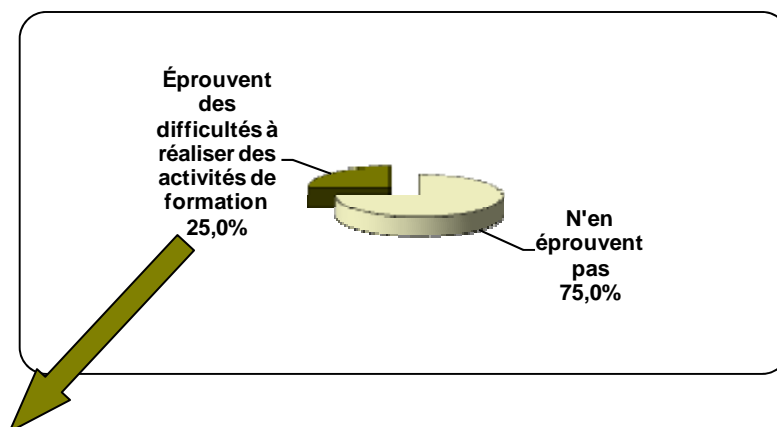 Éprouvent
des
difficultés à
réaliser des
activités de
formation
25,0%
N'en
éprouvent
pas
75,0%